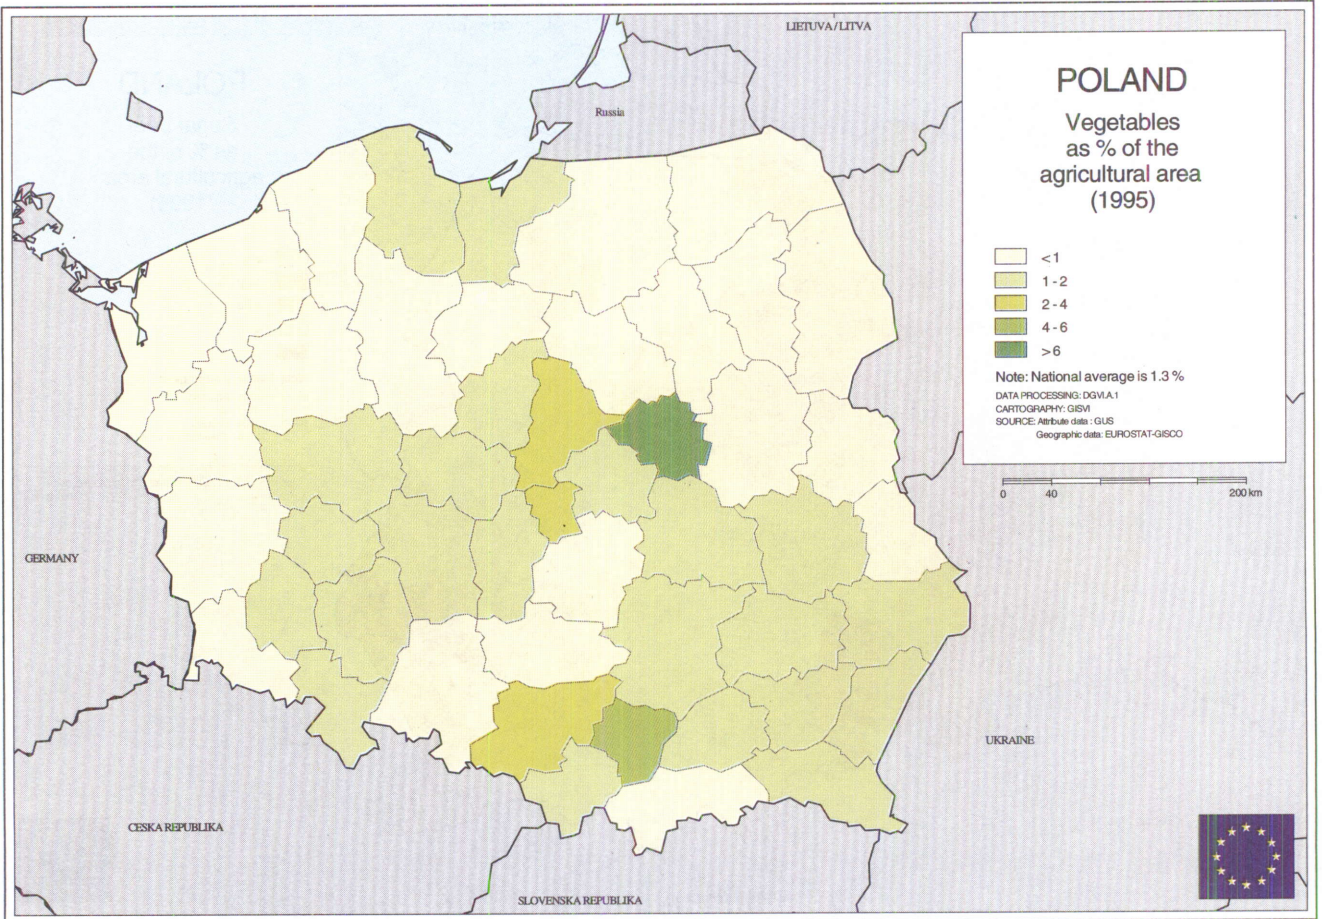 LIETUVA / LITVA
Russia
POLAND
Vegetables
as % of the
agricultural area
(1995)
<1
1 - 2
2 - 4
4 - 6
>6
Note: National average is 1.3 %
DATA PROCESSING: DGVI.A.1
CARTOGRAPHY: GISVI
SOURCE: Attribute data : GUS
Geographic data: EUROSTAT-GISCO
0 40 200 km
GERMANY
UKRAINE
CESKA REPUBLIKA
SLOVENSKA REPUBLIKA